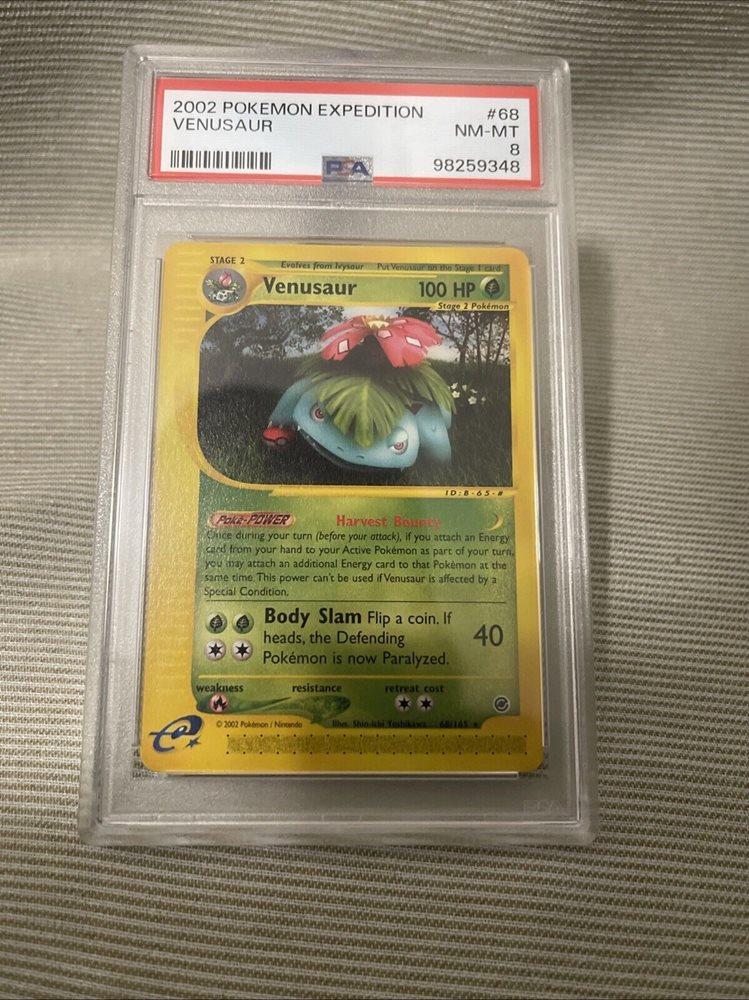 2002 POKEMON EXPEDITION #68
VENUSAUR NM-MT
8
PSA 98259348
STAGE 2 Evolves from Ivysaur Put Venusaur on the Stage 1 card
Venusaur 100 HP
Stage 2 Pokémon
ID:B-65-#
Poké-POWER Harvest Bounty
Once during your turn (before your attack), if you attach an Energy
card from your hand to your Active Pokémon as part of your turn,
you may attach an additional Energy card to that Pokémon at the
same time. This power can't be used if Venusaur is affected by a
Special Condition.
Body Slam Flip a coin. If
heads, the Defending 40
Pokémon is now Paralyzed.
weakness resistance retreat cost
© 2002 Pokémon / Nintendo Illus. Shin-ichi Yoshikawa 68/165 ★
e